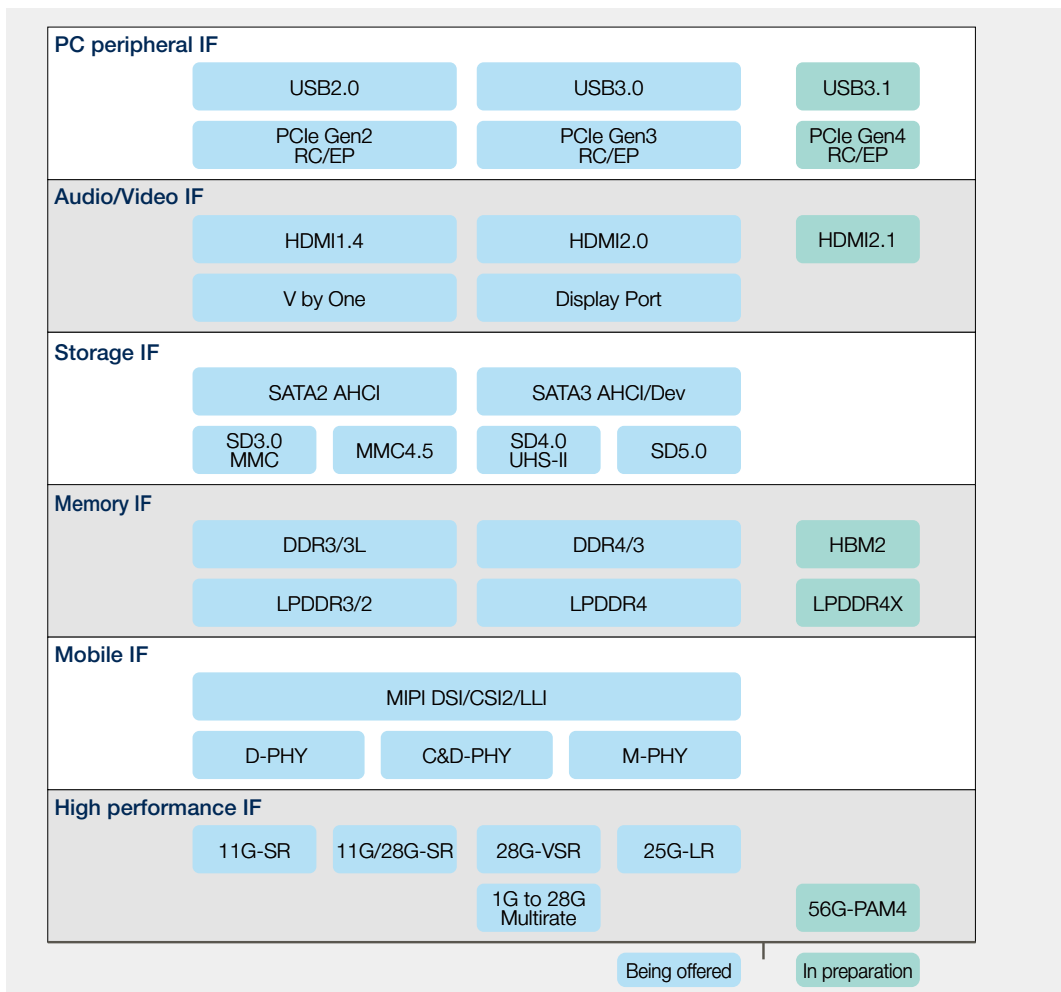 PC peripheral IF
USB2.0
USB3.0
USB3.1
PCIe Gen2
RC/EP
PCIe Gen3
RC/EP
PCIe Gen4
RC/EP
Audio/Video IF
HDMI1.4
HDMI2.0
HDMI2.1
V by One
Display Port
Storage IF
SATA2 AHCI
SATA3 AHCI/Dev
SD3.0
MMC
MMC4.5
SD4.0
UHS-II
SD5.0
Memory IF
DDR3/3L
DDR4/3
HBM2
LPDDR3/2
LPDDR4
LPDDR4X
Mobile IF
MIPI DSI/CSI2/LLI
D-PHY
C&D-PHY
M-PHY
High performance IF
11G-SR
11G/28G-SR
28G-VSR
25G-LR
1G to 28G
Multirate
56G-PAM4
Being offered
In preparation